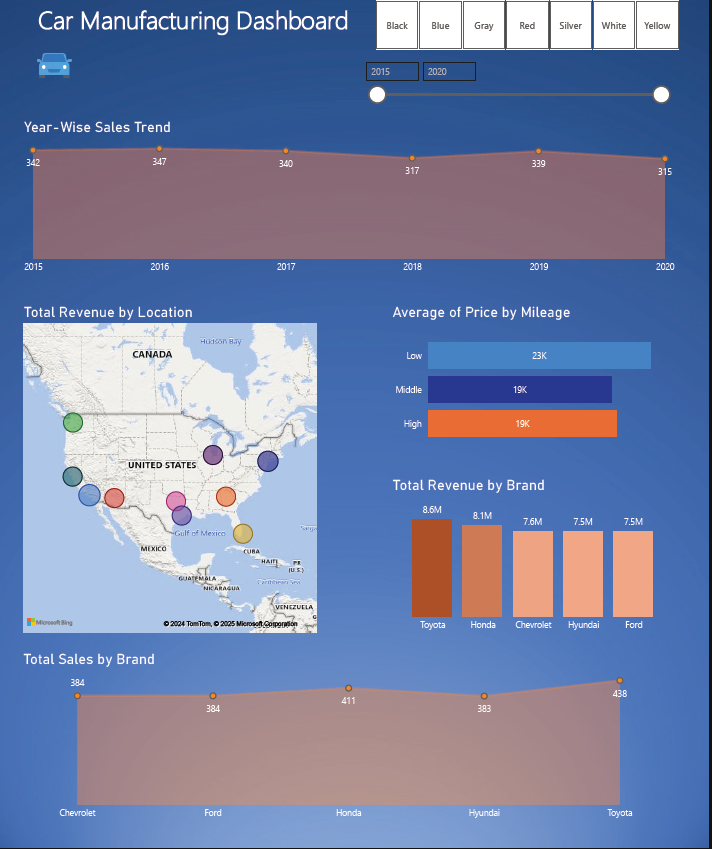 Car Manufacturing Dashboard
Black Blue Gray Red Silver White Yellow
2015 2020
Year-Wise Sales Trend
342 347 340 317 339 315
2015 2016 2017 2018 2019 2020
Total Revenue by Location
Hudson Bay
CANADA
UNITED STATES
Gulf of Mexico
MEXICO
CUBA
HAITI
PR
(U.S.)
GUATEMALA
Caribbean Sea
NICARAGUA
VENEZUELA
Microsoft Bing
© 2024 TomTom, © 2025 Microsoft Corporation
Average of Price by Mileage
Low 23K
Middle 19K
High 19K
Total Revenue by Brand
8.6M 8.1M 7.6M 7.5M 7.5M
Toyota Honda Chevrolet Hyundai Ford
Total Sales by Brand
384 384 411 383 438
Chevrolet Ford Honda Hyundai Toyota